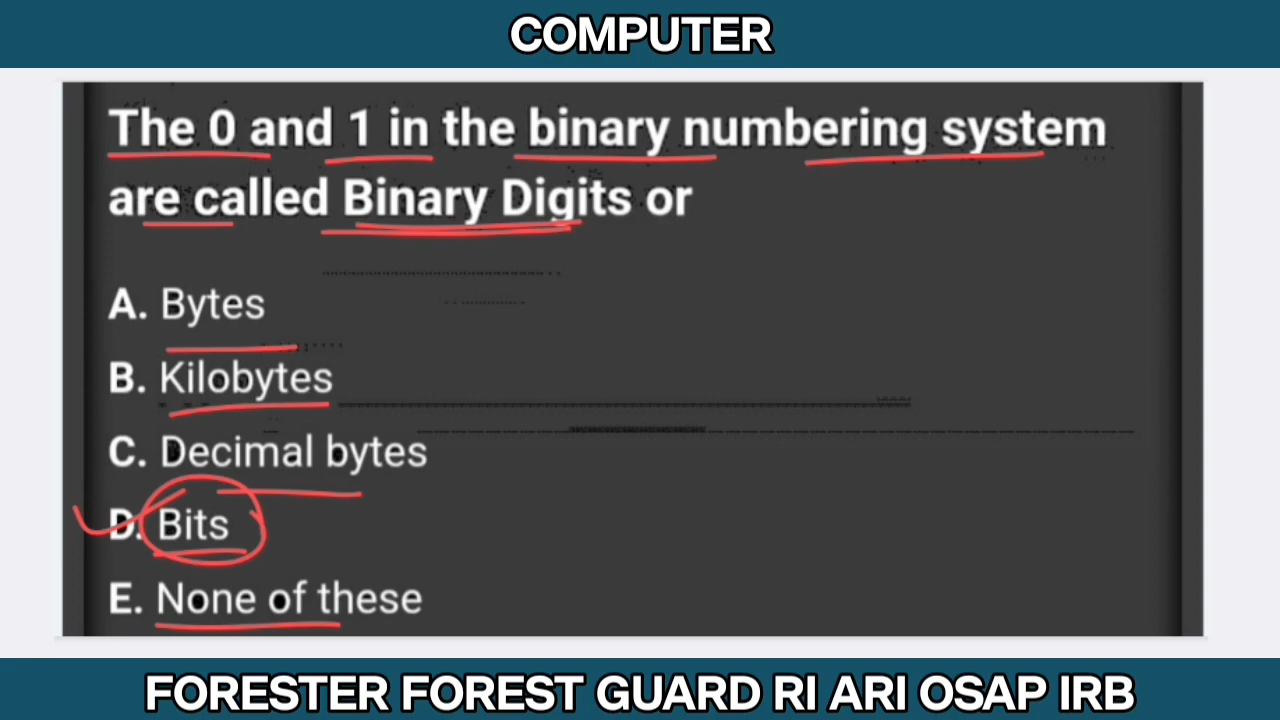 COMPUTER
The 0 and 1 in the binary numbering system
are called Binary Digits or
A. Bytes
B. Kilobytes
C. Decimal bytes
D. Bits
E. None of these
FORESTER FOREST GUARD RI ARI OSAP IRB